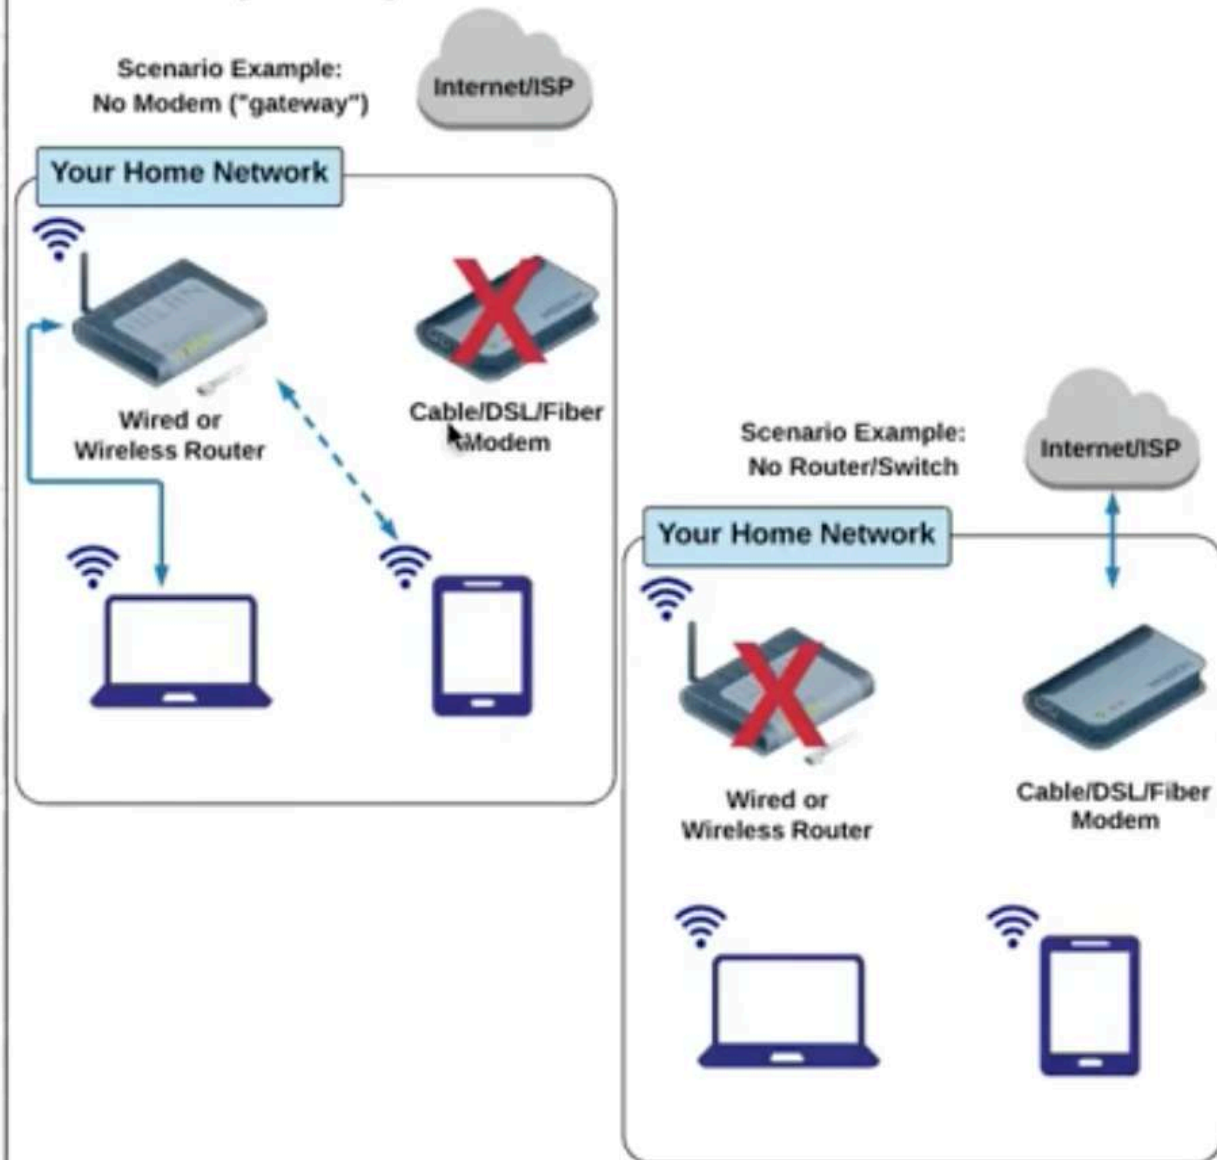 Scenario Example:
No Modem ("gateway")
Internet/ISP
Your Home Network
Wired or
Wireless Router
Cable/DSL/Fiber
Modem
Scenario Example:
No Router/Switch
Internet/ISP
Your Home Network
Wired or
Wireless Router
Cable/DSL/Fiber
Modem